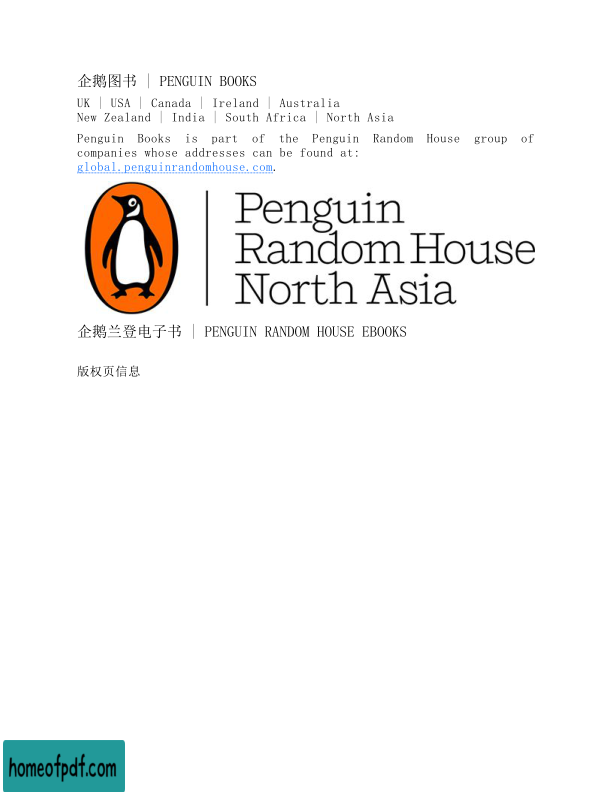 企鹅图书 | PENGUIN BOOKS
UK | USA | Canada | Ireland | Australia
New Zealand | India | South Africa | North Asia
Penguin Books is part of the Penguin Random House group of
companies whose addresses can be found at:
global.penguinrandomhouse.com.
Penguin
Random House
North Asia
企鹅兰登电子书 | PENGUIN RANDOM HOUSE EBOOKS
版权页信息
homeofpdf.com